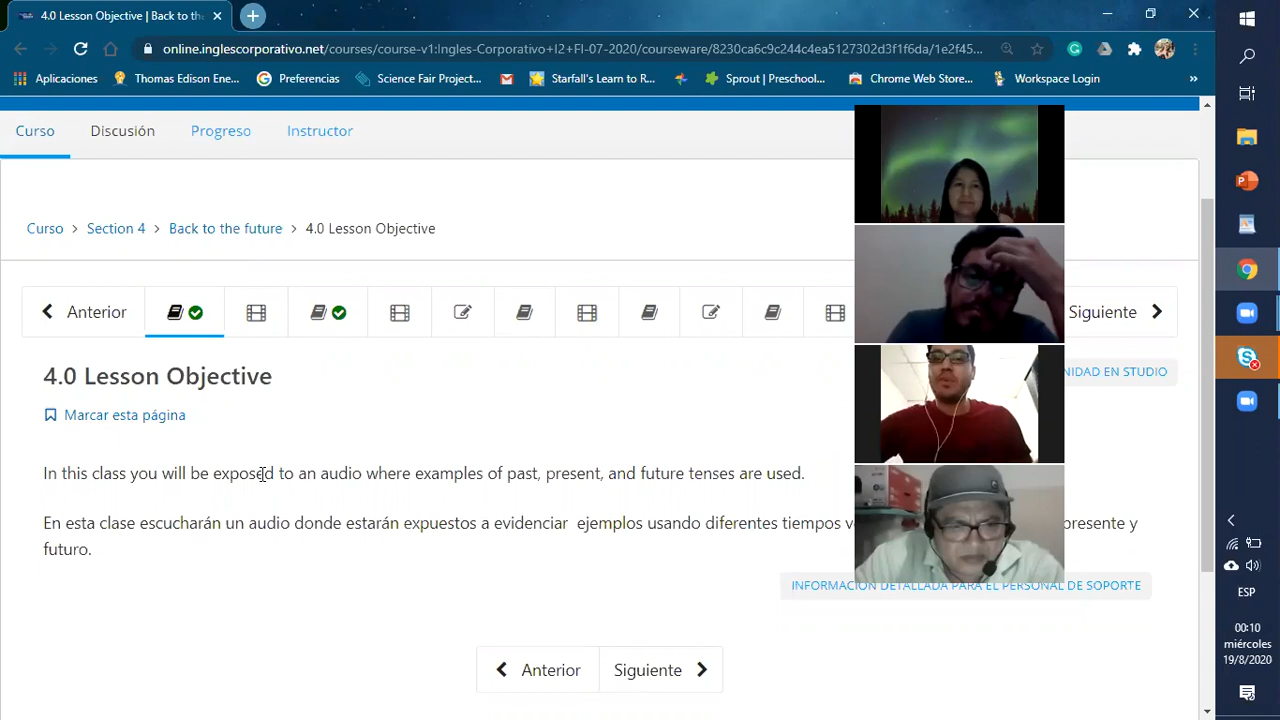 4.0 Lesson Objective | Back to th
online.inglescorporativo.net/courses/course-v1:Ingles-Corporativo+I2+FI-07-2020/courseware/8230ca6c9c244c4ea5127302d3f1f6da/1e2f45...
Aplicaciones Thomas Edison Ene... Preferencias Science Fair Project... Starfall's Learn to R... Sprout | Preschool... Chrome Web Store... Workspace Login »
Curso Discusión Progreso Instructor
Curso > Section 4 > Back to the future > 4.0 Lesson Objective
Anterior Siguiente
4.0 Lesson Objective
NIDAD EN STUDIO
Marcar esta página
In this class you will be exposed to an audio where examples of past, present, and future tenses are used.
En esta clase escucharán un audio donde estarán expuestos a evidenciar ejemplos usando diferentes tiempos presente y
futuro.
INFORMACIÓN DETALLADA PARA EL PERSONAL DE SOPORTE
Anterior Siguiente
ESP
00:10
miércoles
19/8/2020